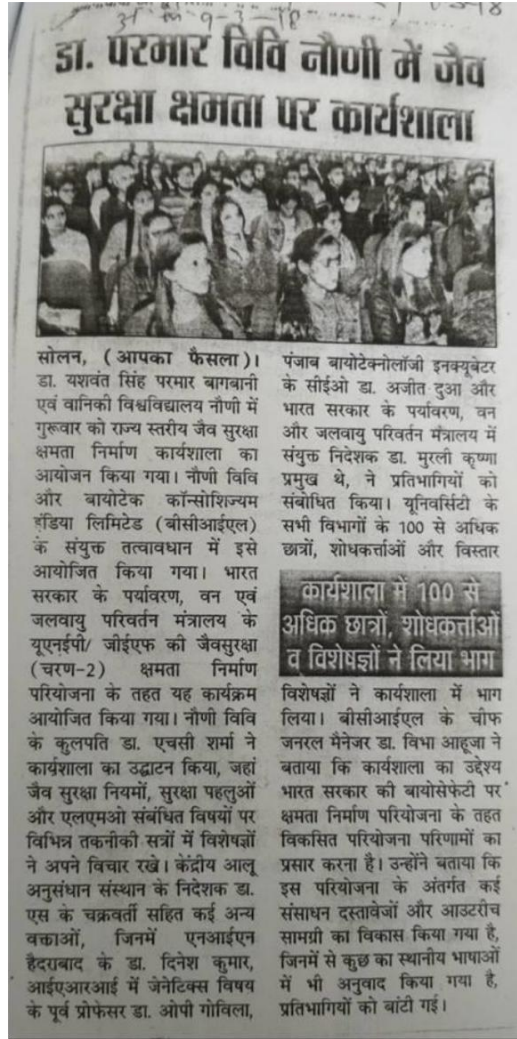 9-3-18
डा. परमार विवि नौणी में जैव
सुरक्षा क्षमता पर कार्यशाला
सोलन, (आपका फैसला)।
डा. यशवंत सिंह परमार बागबानी
एवं वानिकी विश्वविद्यालय नौणी में
गुरूवार को राज्य स्तरीय जैव सुरक्षा
क्षमता निर्माण कार्यशाला का
आयोजन किया गया। नौणी विवि
और बायोटेक कॉन्सोशिज्यम
इंडिया लिमिटेड (बीसीआईएल)
के संयुक्त तत्वावधान में इसे
आयोजित किया गया। भारत
सरकार के पर्यावरण, वन एवं
जलवायु परिवर्तन मंत्रालय के
यूएनईपी/ जीईएफ की जैवसुरक्षा
(चरण-2) क्षमता निर्माण
परियोजना के तहत यह कार्यक्रम
आयोजित किया गया। नौणी विवि
के कुलपति डा. एचसी शर्मा ने
कार्यशाला का उद्घाटन किया, जहां
जैव सुरक्षा नियमों, सुरक्षा पहलुओं
और एलएमओ संबंधित विषयों पर
विभिन्न तकनीकी सत्रों में विशेषज्ञों
ने अपने विचार रखे। केंद्रीय आलू
अनुसंधान संस्थान के निदेशक डा.
एस के चक्रवर्ती सहित कई अन्य
वक्ताओं, जिनमें एनआईएन
हैदराबाद के डा. दिनेश कुमार,
आईएआरआई में जेनेटिक्स विषय
के पूर्व प्रोफेसर डा. ओपी गोविला,
पंजाब बायोटेक्नोलॉजी इनक्यूबेटर
के सीईओ डा. अजीत दुआ और
भारत सरकार के पर्यावरण, वन
और जलवायु परिवर्तन मंत्रालय में
संयुक्त निदेशक डा. मुरली कृष्णा
प्रमुख थे, ने प्रतिभागियों को
संबोधित किया। यूनिवर्सिटी के
सभी विभागों के 100 से अधिक
छात्रों, शोधकर्त्ताओं और विस्तार
कार्यशाला में 100 से
अधिक छात्रों, शोधकर्त्ताओं
व विशेषज्ञों ने लिया भाग
विशेषज्ञों ने कार्यशाला में भाग
लिया। बीसीआईएल के चीफ
जनरल मैनेजर डा. विभा आहूजा ने
बताया कि कार्यशाला का उद्देश्य
भारत सरकार की बायोसेफेटी पर
क्षमता निर्माण परियोजना के तहत
विकसित परियोजना परिणामों का
प्रसार करना है। उन्होंने बताया कि
इस परियोजना के अंतर्गत कई
संसाधन दस्तावेजों और आउटरीच
सामग्री का विकास किया गया है,
जिनमें से कुछ का स्थानीय भाषाओं
में भी अनुवाद किया गया है,
प्रतिभागियों को बांटी गई।